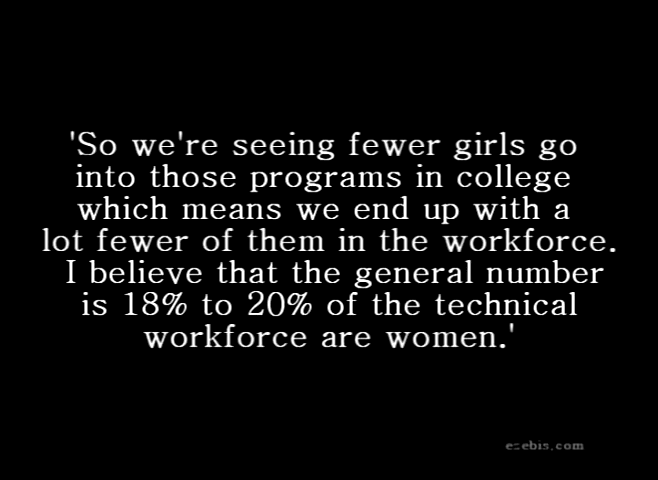 'So we're seeing fewer girls go
into those programs in college
which means we end up with a
lot fewer of them in the workforce.
I believe that the general number
is 18% to 20% of the technical
workforce are women.'